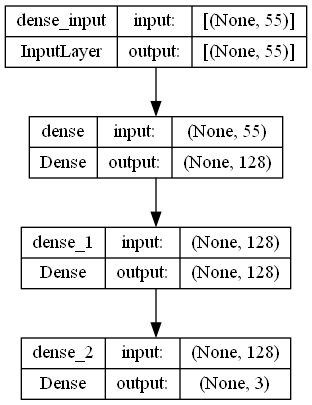 dense_input input: [(None, 55)]
InputLayer output: [(None, 55)]
dense input: (None, 55)
Dense output: (None, 128)
dense_1 input: (None, 128)
Dense output: (None, 128)
dense_2 input: (None, 128)
Dense output: (None, 3)